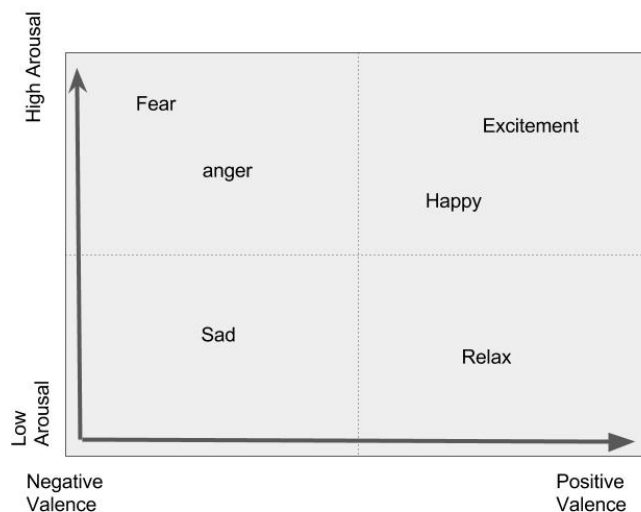 High Arousal
Fear
Excitement
anger
Happy
Sad
Relax
Low
Arousal
Negative
Valence
Positive
Valence